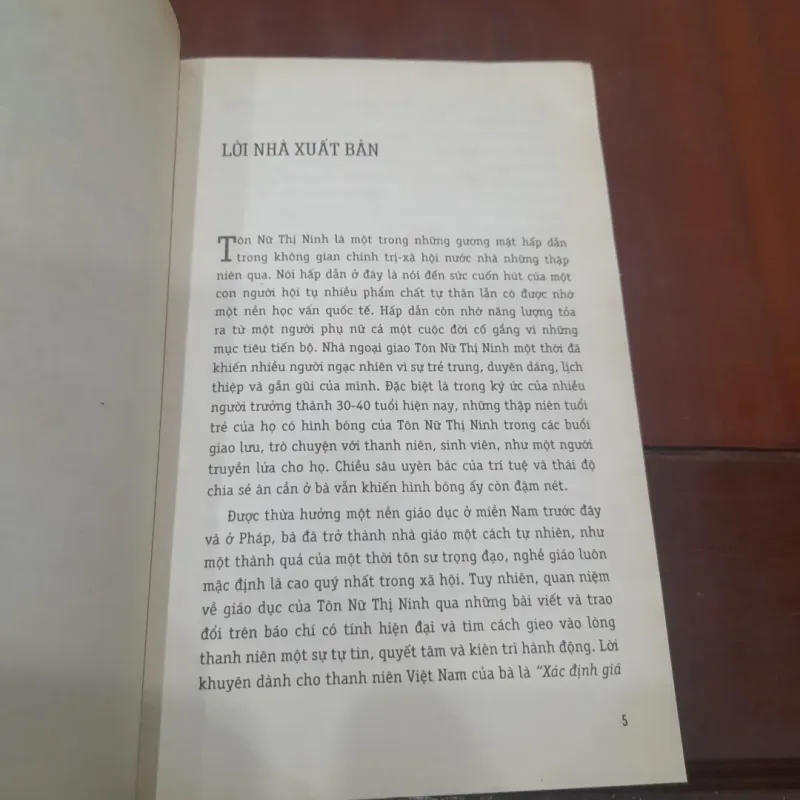 LỜI NHÀ XUẤT BẢN
Tôn Nữ Thị Ninh là một trong những gương mặt hấp dẫn
trong không gian chính trị-xã hội nước nhà những thập
niên qua. Nói hấp dẫn ở đây là nói đến sức cuốn hút của một
con người hội tụ nhiều phẩm chất tự thân lẫn có được nhờ
một nền học vấn quốc tế. Hấp dẫn còn nhờ năng lượng tỏa
ra từ một người phụ nữ cả một cuộc đời cố gắng vì những
mục tiêu tiến bộ. Nhà ngoại giao Tôn Nữ Thị Ninh một thời đã
khiến nhiều người ngạc nhiên vì sự trẻ trung, duyên dáng, lịch
thiệp và gần gũi của mình. Đặc biệt là trong ký ức của nhiều
người trưởng thành 30-40 tuổi hiện nay, những thập niên tuổi
trẻ của họ có hình bóng của Tôn Nữ Thị Ninh trong các buổi
giao lưu, trò chuyện với thanh niên, sinh viên, như một người
truyền lửa cho họ. Chiều sâu uyên bác của trí tuệ và thái độ
chia sẻ ân cần ở bà vẫn khiến hình bóng ấy còn đậm nét.
Được thừa hưởng một nền giáo dục ở miền Nam trước đây
và ở Pháp, bà đã trở thành nhà giáo một cách tự nhiên, như
một thành quả của một thời tôn sư trọng đạo, nghề giáo luôn
mặc định là cao quý nhất trong xã hội. Tuy nhiên, quan niệm
về giáo dục của Tôn Nữ Thị Ninh qua những bài viết và trao
đổi trên báo chí có tính hiện đại và tìm cách gieo vào lòng
thanh niên một sự tự tin, quyết tâm và kiên trì hành động. Lời
khuyên dành cho thanh niên Việt Nam của bà là “Xác định giá
5